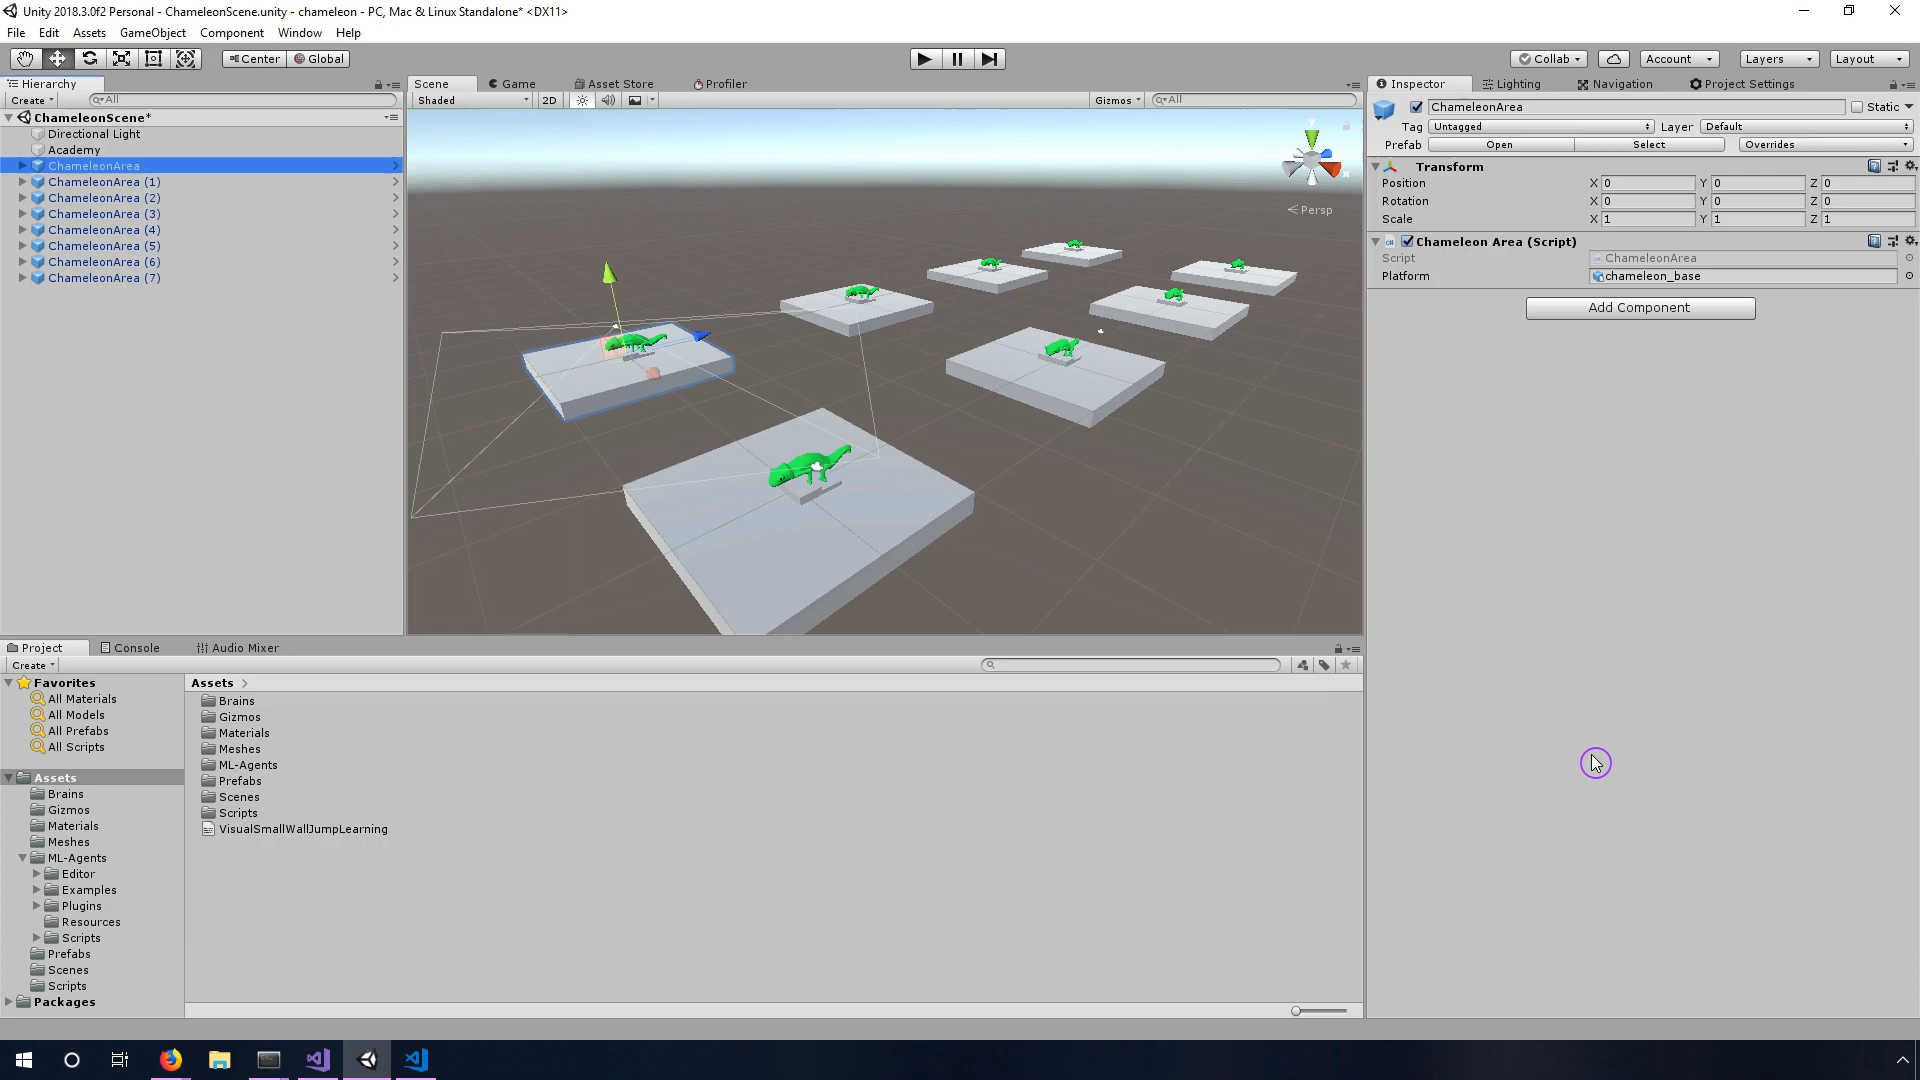 Unity 2018.3.0f2 Personal - ChameleonScene.unity - chameleon - PC, Mac & Linux Standalone* <DX11>
File Edit Assets GameObject Component Window Help
Center Global Collab Account Layers Layout
Hierarchy
Create All
ChameleonScene*
Directional Light
Academy
ChameleonArea
ChameleonArea (1)
ChameleonArea (2)
ChameleonArea (3)
ChameleonArea (4)
ChameleonArea (5)
ChameleonArea (6)
ChameleonArea (7)
Scene Game Asset Store Profiler
Shaded 2D Gizmos All
y
x
Persp
Inspector Lighting Navigation Project Settings
ChameleonArea Static
Tag Untagged Layer Default
Prefab Open Select Overrides
Transform
Position X 0 Y 0 Z 0
Rotation X 0 Y 0 Z 0
Scale X 1 Y 1 Z 1
Chameleon Area (Script)
Script ChameleonArea
Platform chameleon_base
Add Component
Project Console Audio Mixer
Create
Favorites
All Materials
All Models
All Prefabs
All Scripts
Assets
Brains
Gizmos
Materials
Meshes
ML-Agents
Editor
Examples
Plugins
Resources
Scripts
Prefabs
Scenes
Scripts
Packages
Assets
Brains
Gizmos
Materials
Meshes
ML-Agents
Prefabs
Scenes
Scripts
VisualSmallWallJumpLearning